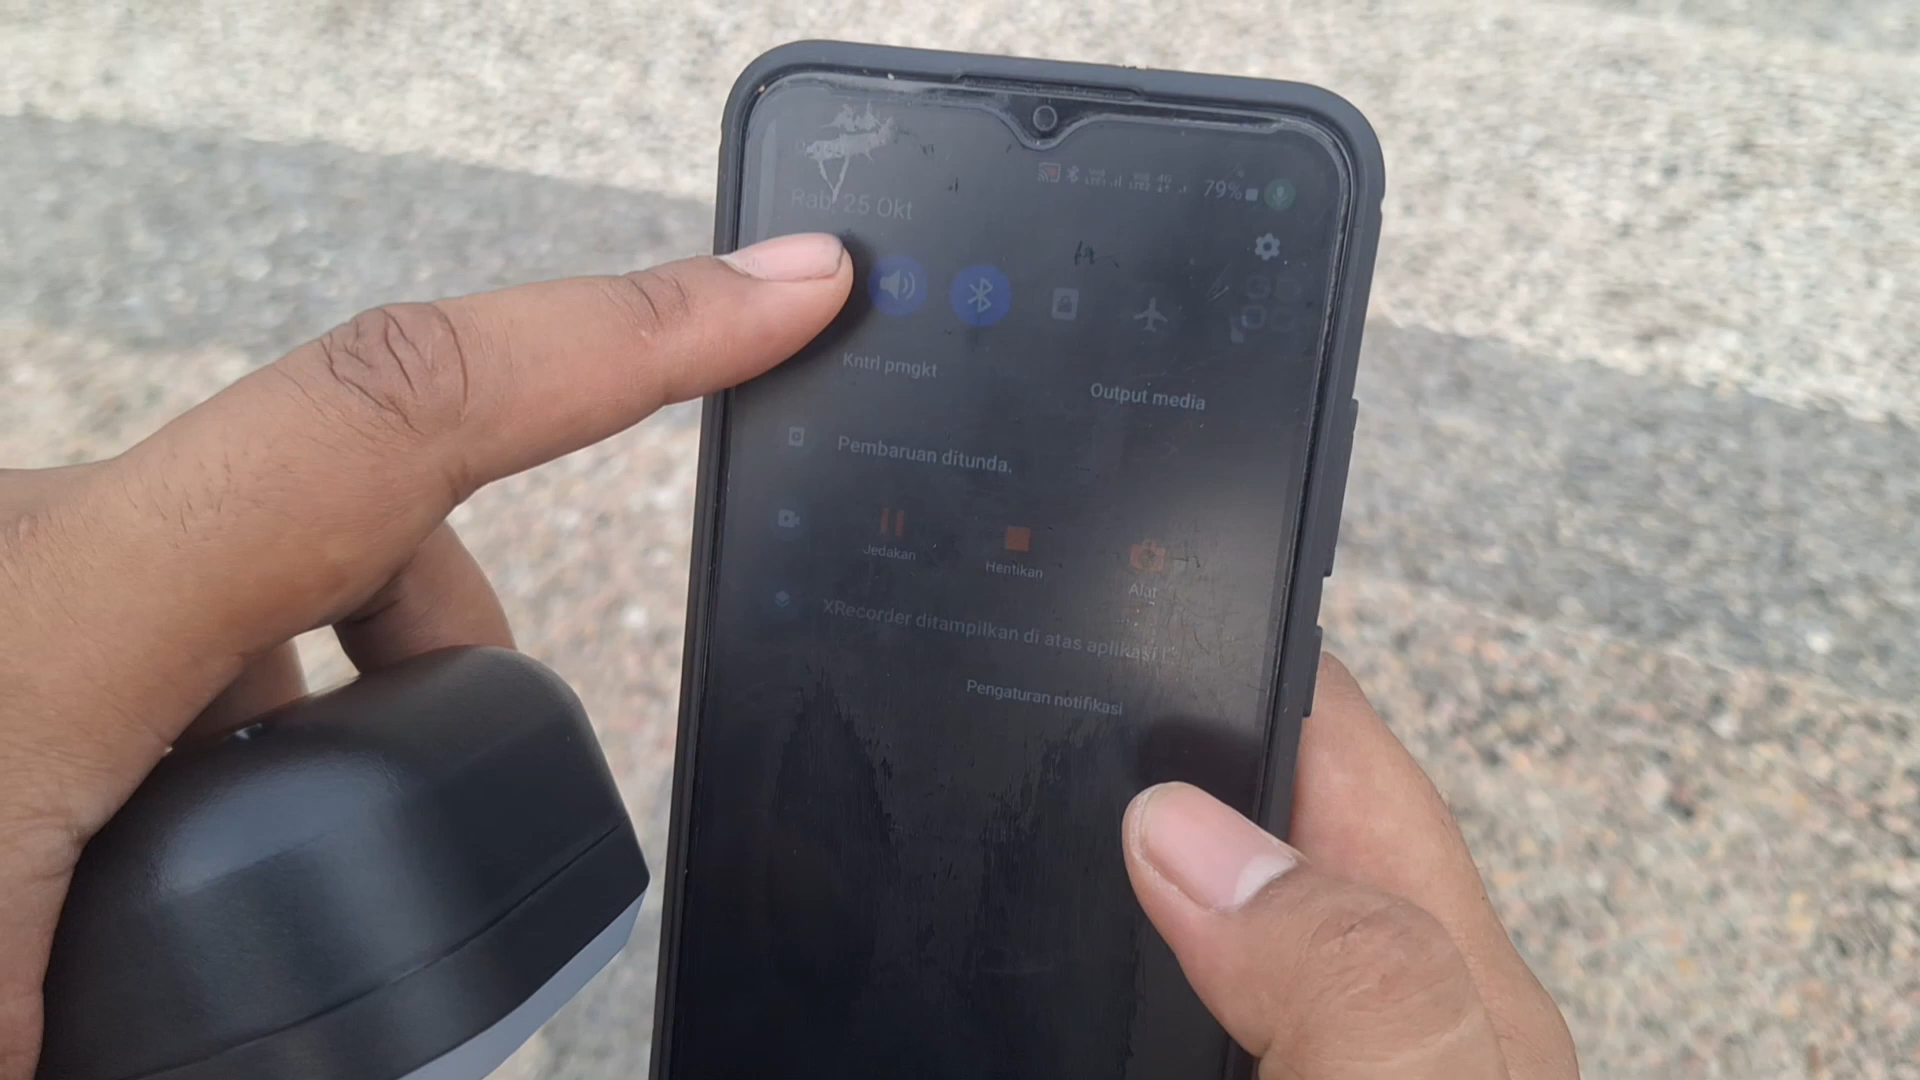 79%
Rab, 25 Okt
Kntrl prngkt
Output media
Pembaruan ditunda.
Jedakan
Hentikan
Alat
XRecorder ditampilkan di atas aplikasi l
Pengaturan notifikasi